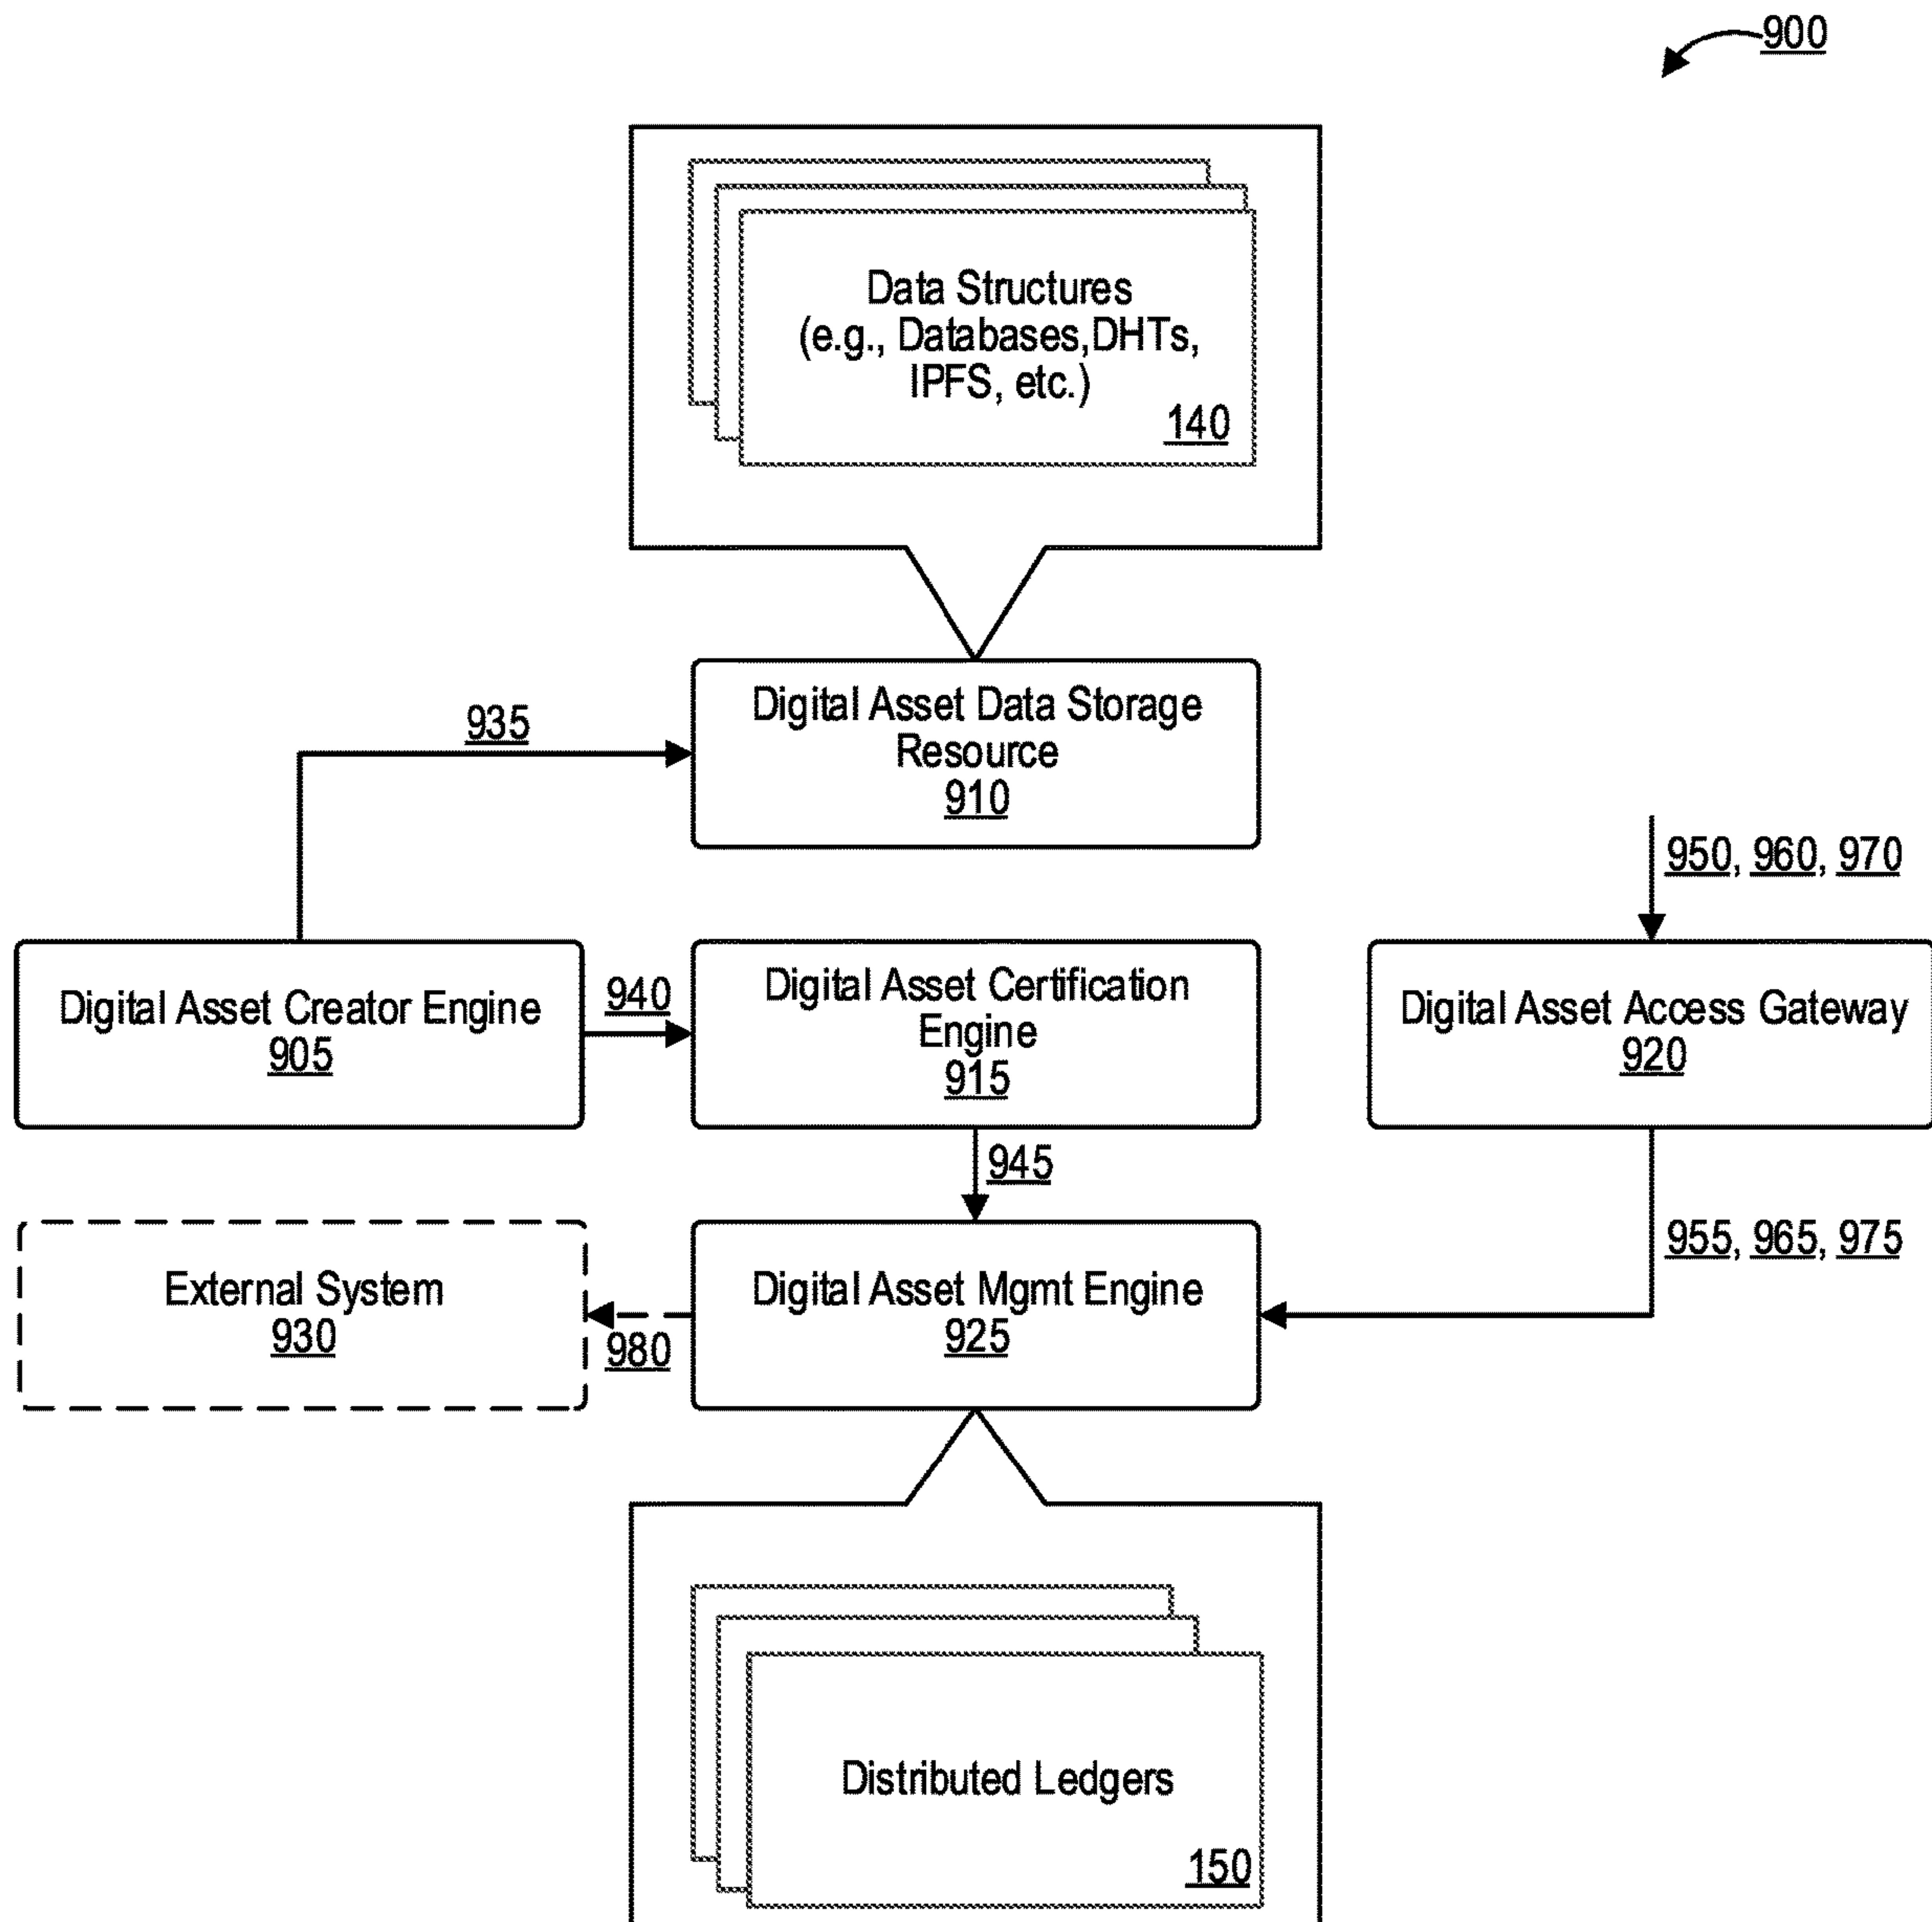 900
Data Structures
(e.g., Databases,DHTs,
IPFS, etc.)
140
935
Digital Asset Data Storage
Resource
910
950, 960, 970
Digital Asset Creator Engine
905
940
Digital Asset Certification
Engine
915
Digital Asset Access Gateway
920
945
955, 965, 975
External System
930
980
Digital Asset Mgmt Engine
925
Distributed Ledgers
150